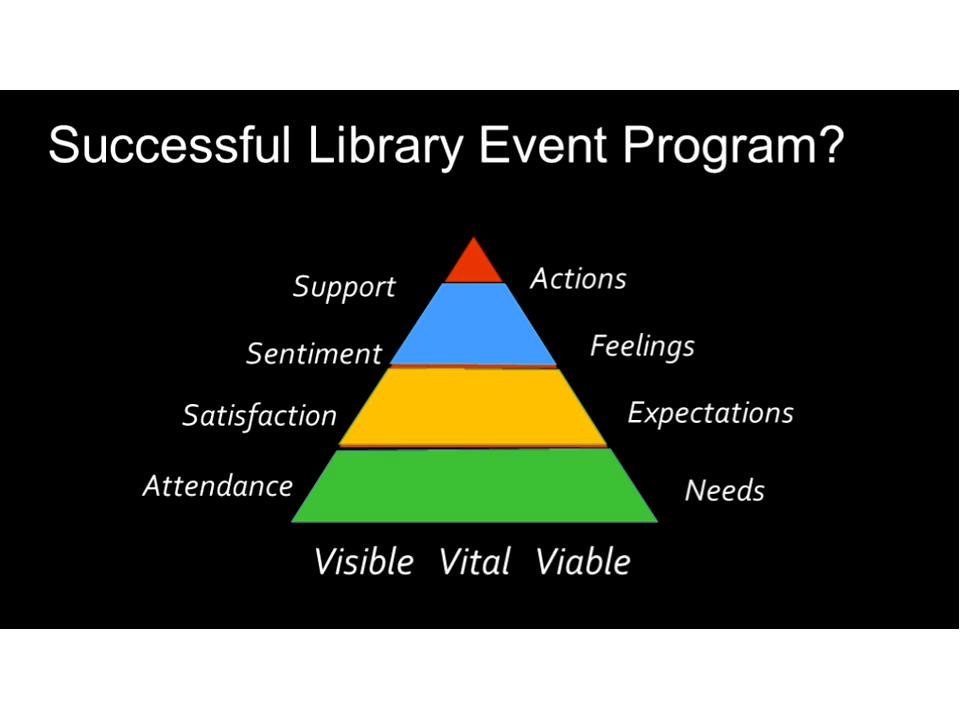 Successful Library Event Program?
Support Actions
Sentiment Feelings
Satisfaction Expectations
Attendance Needs
Visible Vital Viable